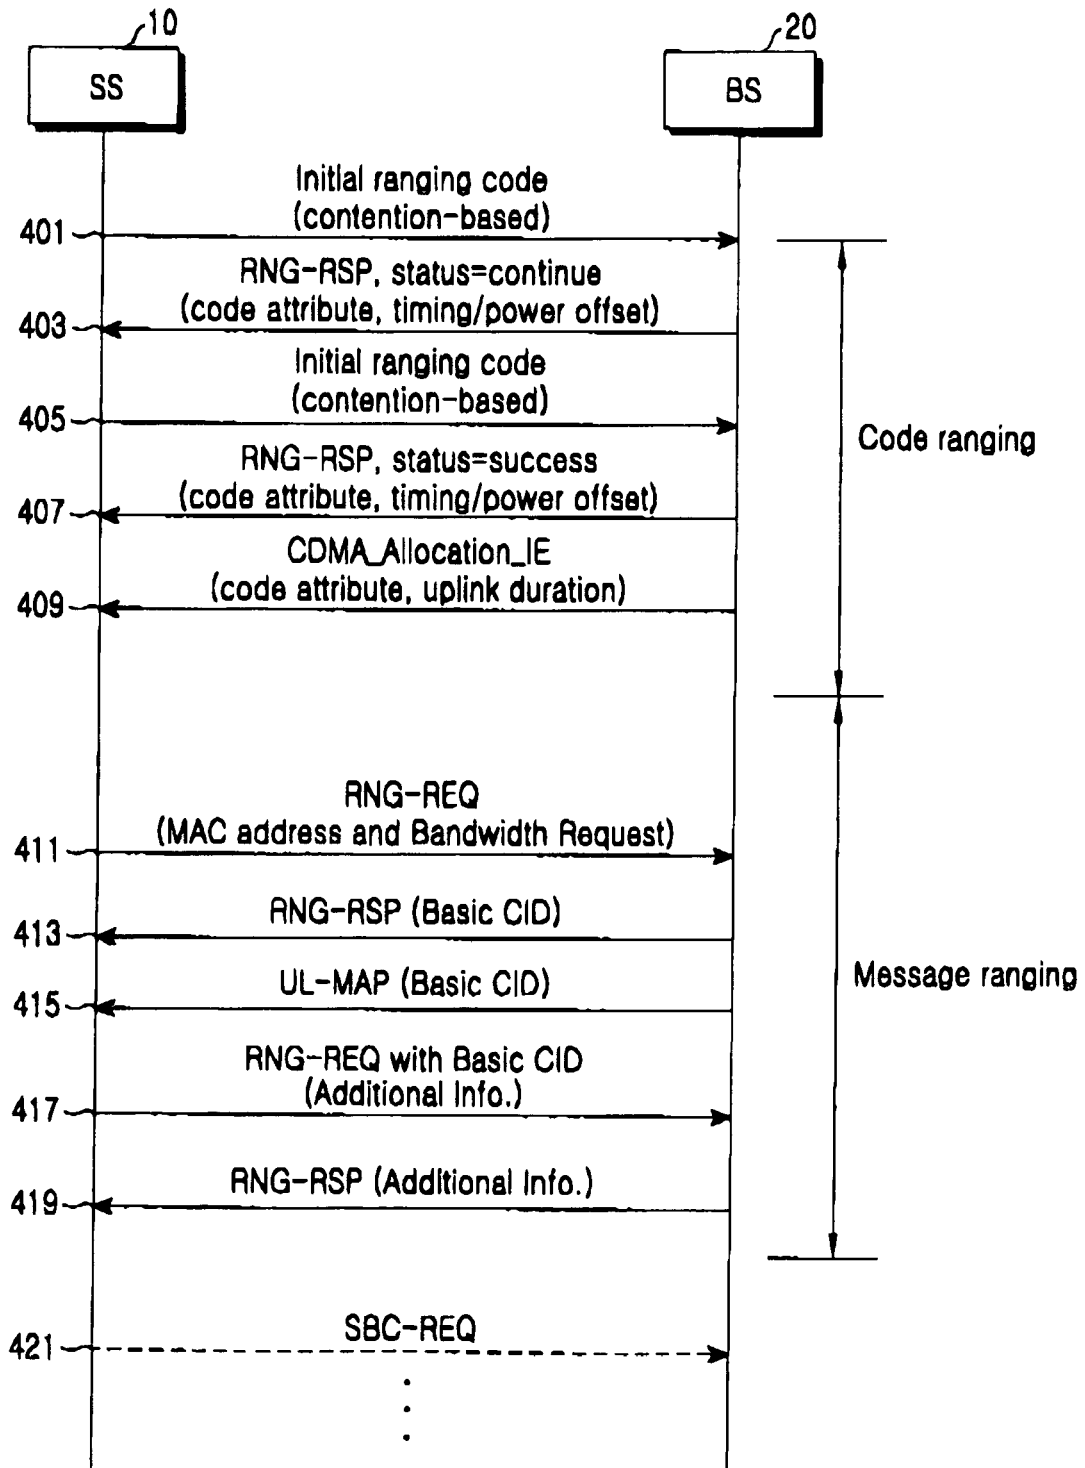 10
20
SS
BS
Initial ranging code
(contention-based)
401
RNG-RSP, status=continue
(code attribute, timing/power offset)
403
Initial ranging code
(contention-based)
405
Code ranging
RNG-RSP, status=success
(code attribute, timing/power offset)
407
CDMA_Allocation_IE
(code attribute, uplink duration)
409
RNG-REQ
(MAC address and Bandwidth Request)
411
RNG-RSP (Basic CID)
413
Message ranging
UL-MAP (Basic CID)
415
RNG-REQ with Basic CID
(Additional Info.)
417
RNG-RSP (Additional Info.)
419
SBC-REQ
421